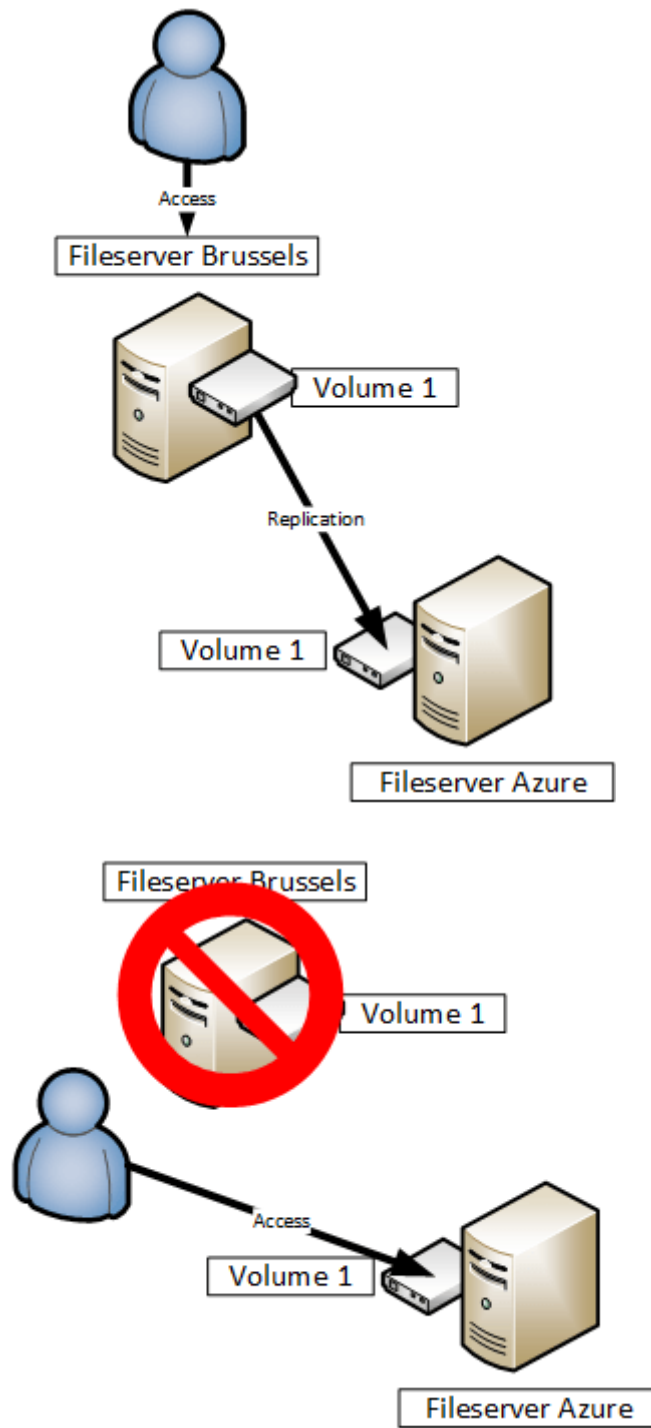 Access
Fileserver Brussels
Volume 1
Replication
Volume 1
Fileserver Azure
Fileserver Brussels
Volume 1
Access
Volume 1
Fileserver Azure